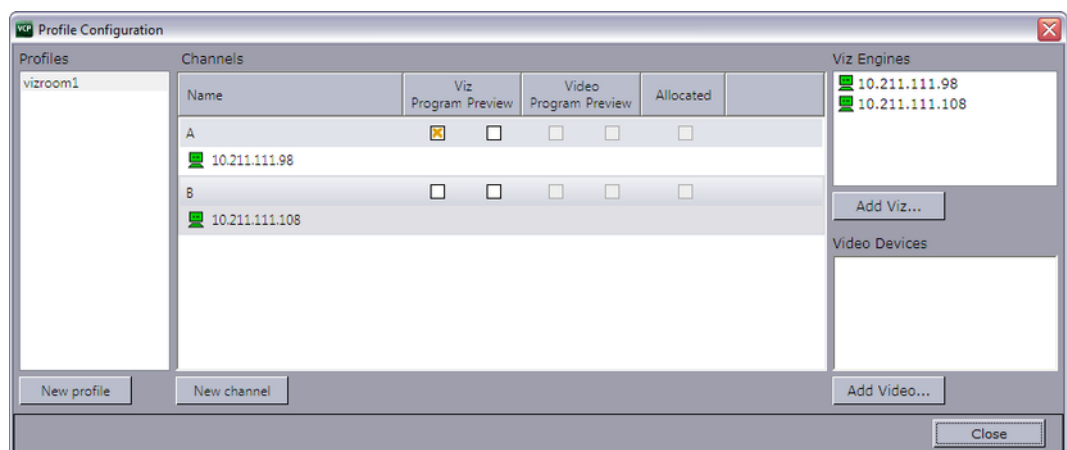 VCP Profile Configuration
Profiles
Channels
Viz Engines
vizroom1
Name
Viz
Program Preview
Video
Program Preview
Allocated
A
10.211.111.98
B
10.211.111.108
10.211.111.98
10.211.111.108
Add Viz...
Video Devices
New profile
New channel
Add Video...
Close